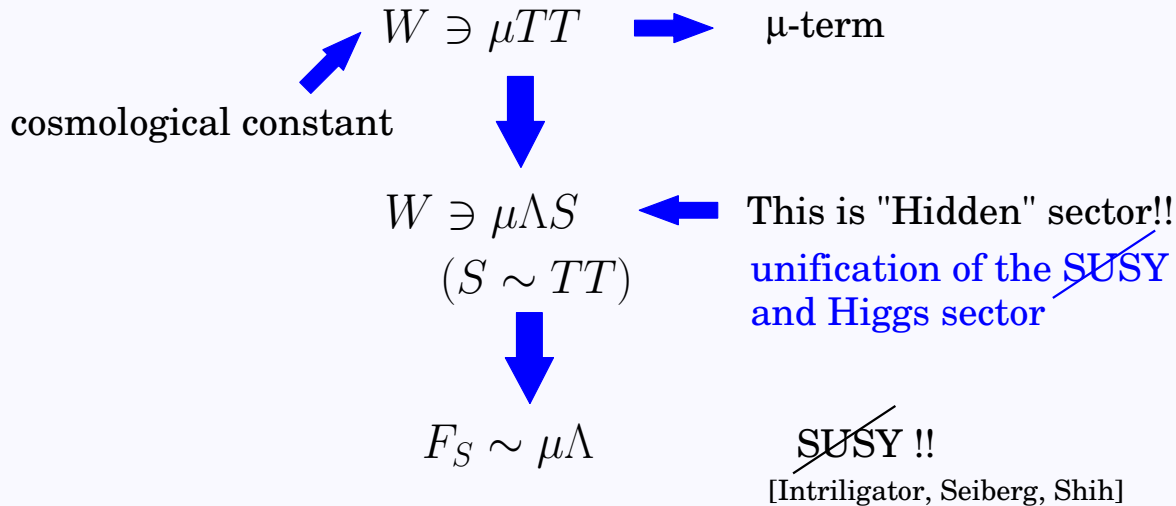 W ∋ μTT μ-term
cosmological constant
W ∋ μΛS This is "Hidden" sector!!
(S ∼ TT) unification of the SUSY
and Higgs sector
F_S ∼ μΛ SUSY !!
[Intriligator, Seiberg, Shih]